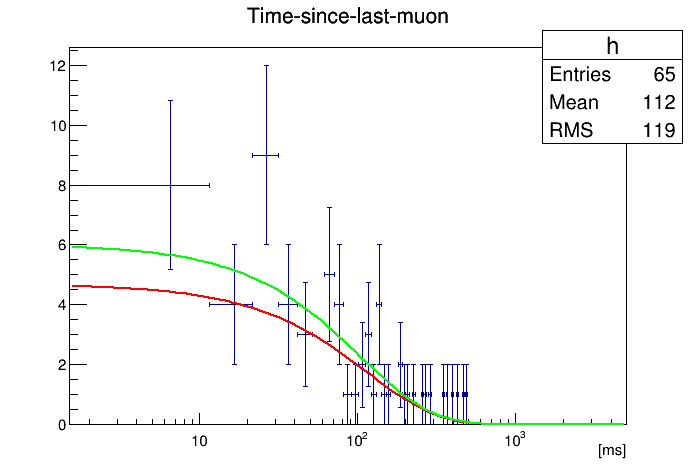 Time-since-last-muon
h
Entries 65
Mean 112
RMS 119
12
10
8
6
4
2
0
10 10² 10³
[ms]